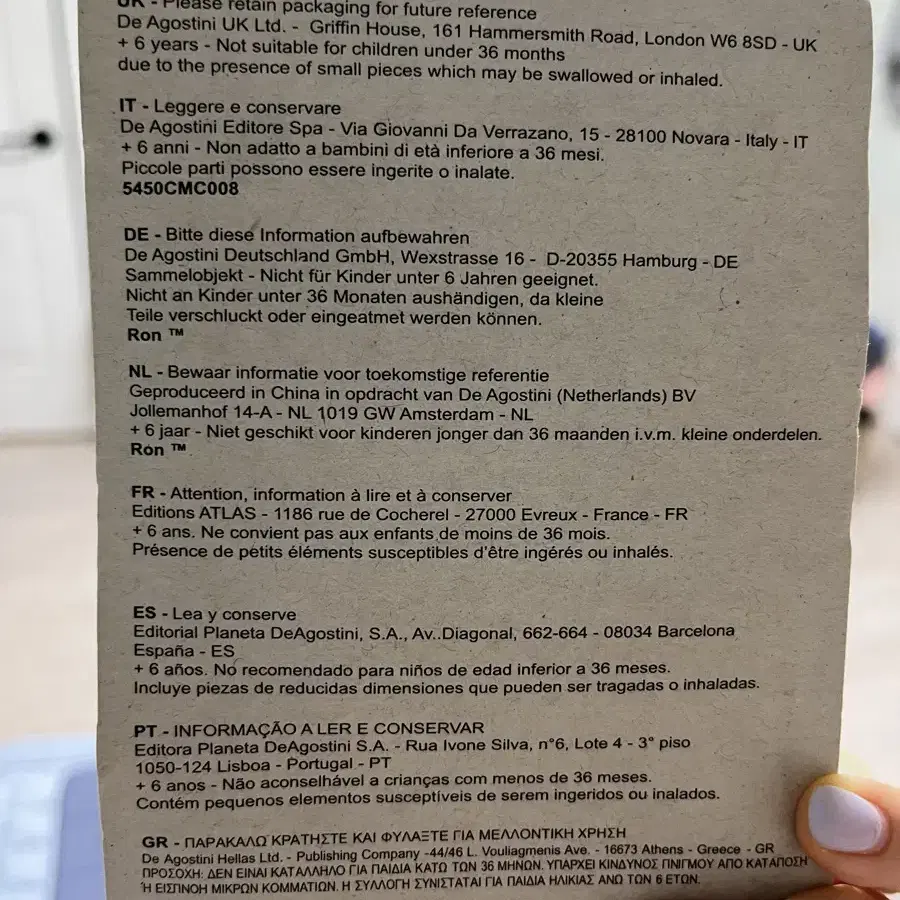 UK - Please retain packaging for future reference
De Agostini UK Ltd. - Griffin House, 161 Hammersmith Road, London W6 8SD - UK
+ 6 years - Not suitable for children under 36 months
due to the presence of small pieces which may be swallowed or inhaled.
IT - Leggere e conservare
De Agostini Editore Spa - Via Giovanni Da Verrazano, 15 - 28100 Novara - Italy - IT
+ 6 anni - Non adatto a bambini di età inferiore a 36 mesi.
Piccole parti possono essere ingerite o inalate.
5450CMC008
DE - Bitte diese Information aufbewahren
De Agostini Deutschland GmbH, Wexstrasse 16 - D-20355 Hamburg - DE
Sammelobjekt - Nicht für Kinder unter 6 Jahren geeignet.
Nicht an Kinder unter 36 Monaten aushändigen, da kleine
Teile verschluckt oder eingeatmet werden können.
Ron ™
NL - Bewaar informatie voor toekomstige referentie
Geproduceerd in China in opdracht van De Agostini (Netherlands) BV
Jollemanhof 14-A - NL 1019 GW Amsterdam - NL
+ 6 jaar - Niet geschikt voor kinderen jonger dan 36 maanden i.v.m. kleine onderdelen.
Ron ™
FR - Attention, information à lire et à conserver
Editions ATLAS - 1186 rue de Cocherel - 27000 Evreux - France - FR
+ 6 ans. Ne convient pas aux enfants de moins de 36 mois.
Présence de petits éléments susceptibles d'être ingérés ou inhalés.
ES - Lea y conserve
Editorial Planeta DeAgostini, S.A., Av..Diagonal, 662-664 - 08034 Barcelona
España - ES
+ 6 años. No recomendado para niños de edad inferior a 36 meses.
Incluye piezas de reducidas dimensiones que pueden ser tragadas o inhaladas.
PT - INFORMAÇÃO A LER E CONSERVAR
Editora Planeta DeAgostini S.A. - Rua Ivone Silva, n°6, Lote 4 - 3° piso
1050-124 Lisboa - Portugal - PT
+ 6 anos - Não aconselhável a crianças com menos de 36 meses.
Contém pequenos elementos susceptíveis de serem ingeridos ou inalados.
GR - ΠΑΡΑΚΑΛΩ ΚΡΑΤΗΣΤΕ ΚΑΙ ΦΥΛΑΞΤΕ ΓΙΑ ΜΕΛΛΟΝΤΙΚΗ ΧΡΗΣΗ
De Agostini Hellas Ltd. - Publishing Company -44/46 L. Vouliagmenis Ave. - 16673 Athens - Greece - GR
ΠΡΟΣΟΧΗ: ΔΕΝ ΕΙΝΑΙ ΚΑΤΑΛΛΗΛΟ ΓΙΑ ΠΑΙΔΙΑ ΚΑΤΩ ΤΩΝ 36 ΜΗΝΩΝ. ΥΠΑΡΧΕΙ ΚΙΝΔΥΝΟΣ ΠΝΙΓΜΟΥ ΑΠΟ ΚΑΤΑΠΟΣΗ
Ή ΕΙΣΠΝΟΗ ΜΙΚΡΩΝ ΚΟΜΜΑΤΙΩΝ. Η ΣΥΛΛΟΓΗ ΣΥΝΙΣΤΑΤΑΙ ΓΙΑ ΠΑΙΔΙΑ ΗΛΙΚΙΑΣ ΑΝΩ ΤΩΝ 6 ΕΤΩΝ.